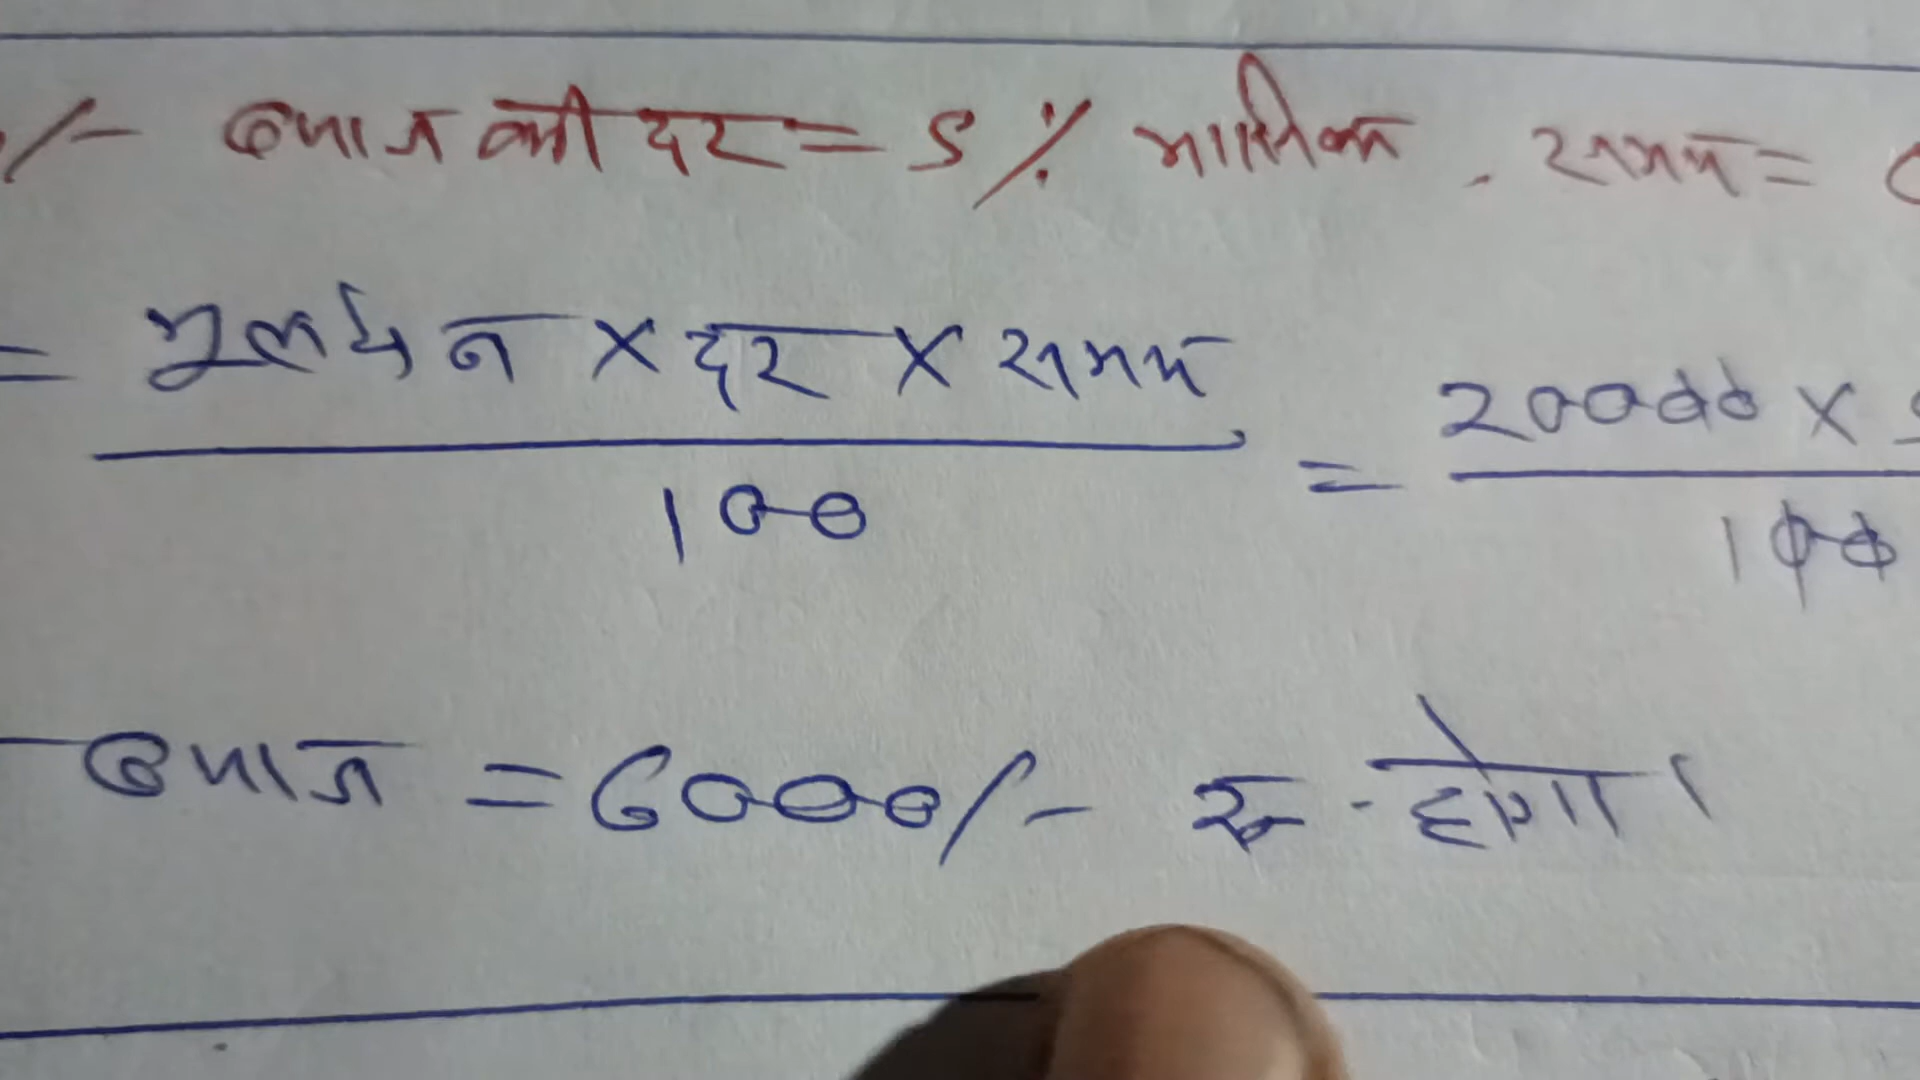 /- ब्याज की दर = 5 % मासिक . समय =
= मूलधन × दर × समय = 20000 ×
100 100
ब्याज = 6000/- रू. होगा।